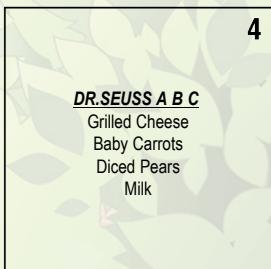 4
DR.SEUSS A B C
Grilled Cheese
Baby Carrots
Diced Pears
Milk